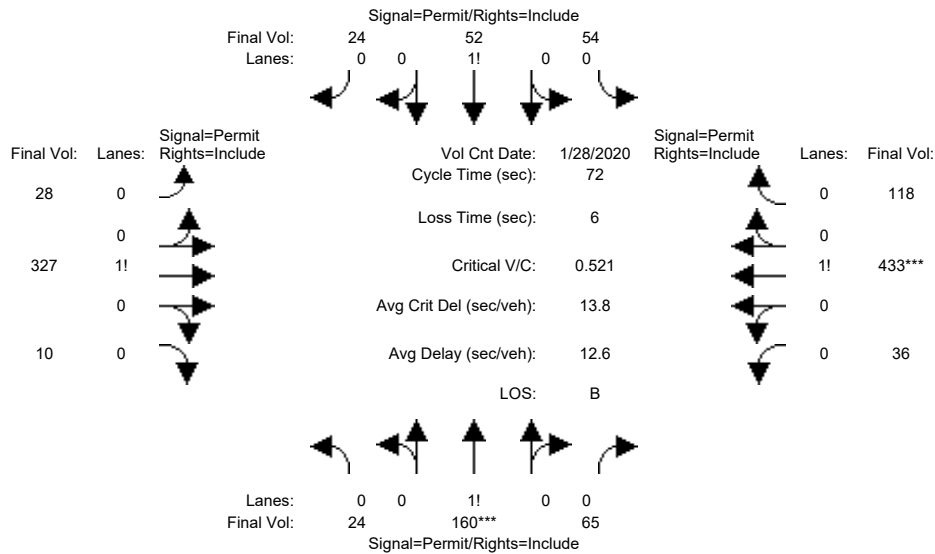 Signal=Permit/Rights=Include
Final Vol: 24 52 54
Lanes: 0 0 1! 0 0
Signal=Permit Signal=Permit
Final Vol: Lanes: Rights=Include Vol Cnt Date: 1/28/2020 Rights=Include Lanes: Final Vol:
Cycle Time (sec): 72
28 0 0 118
Loss Time (sec): 6
0 0
327 1! Critical V/C: 0.521 1! 433***
0 Avg Crit Del (sec/veh): 13.8 0
10 0 Avg Delay (sec/veh): 12.6 0 36
LOS: B
Lanes: 0 0 1! 0 0
Final Vol: 24 160*** 65
Signal=Permit/Rights=Include